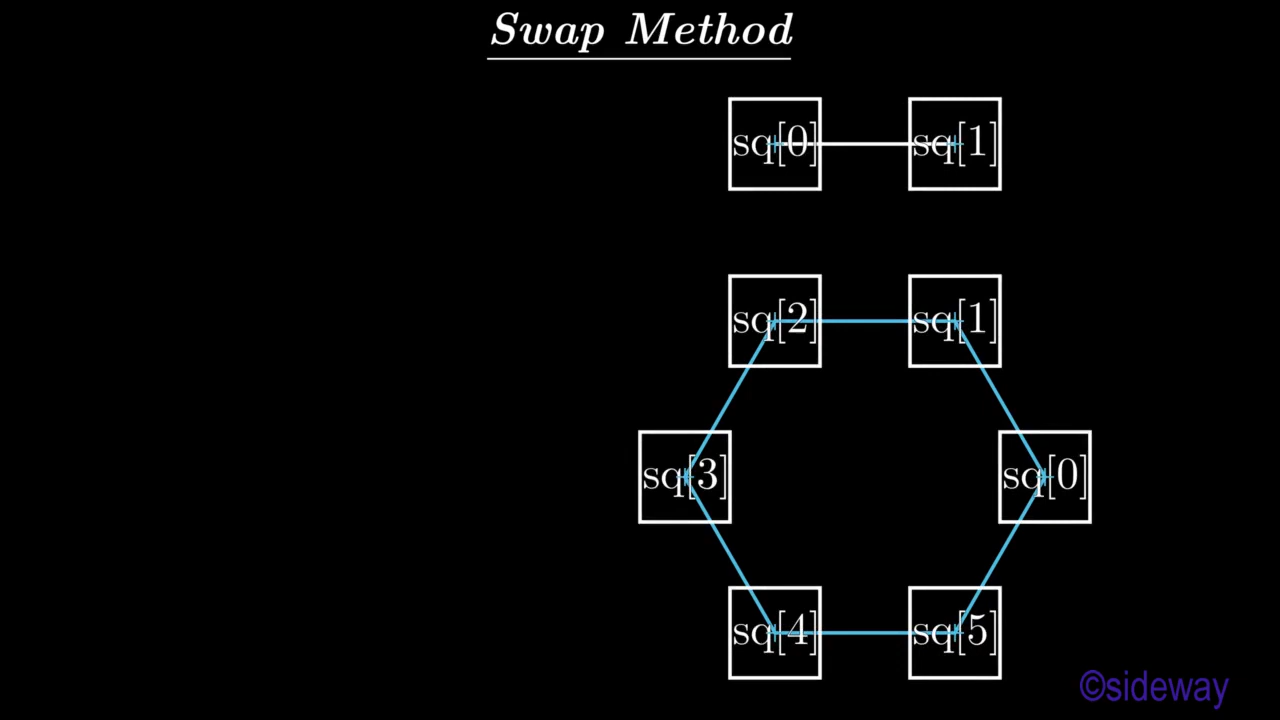 Swap Method
sq[0] sq[1]
sq[2] sq[1]
sq[3] sq[0]
sq[4] sq[5]
©sideway